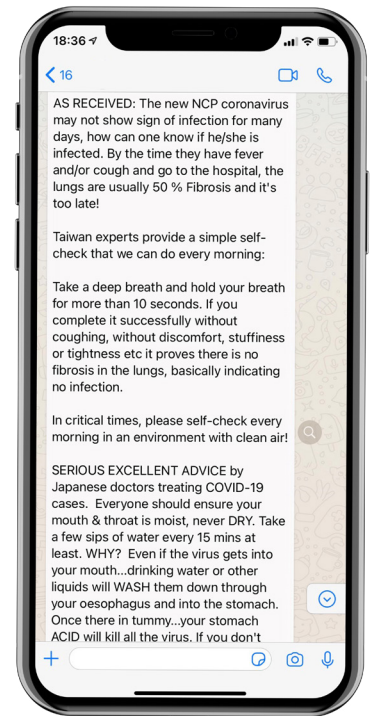 18:36
16
AS RECEIVED: The new NCP coronavirus
may not show sign of infection for many
days, how can one know if he/she is
infected. By the time they have fever
and/or cough and go to the hospital, the
lungs are usually 50 % Fibrosis and it's
too late!
Taiwan experts provide a simple self-
check that we can do every morning:
Take a deep breath and hold your breath
for more than 10 seconds. If you
complete it successfully without
coughing, without discomfort, stuffiness
or tightness etc it proves there is no
fibrosis in the lungs, basically indicating
no infection.
In critical times, please self-check every
morning in an environment with clean air!
SERIOUS EXCELLENT ADVICE by
Japanese doctors treating COVID-19
cases.  Everyone should ensure your
mouth & throat is moist, never DRY. Take
a few sips of water every 15 mins at
least. WHY?  Even if the virus gets into
your mouth...drinking water or other
liquids will WASH them down through
your oesophagus and into the stomach.
Once there in tummy...your stomach
ACID will kill all the virus. If you don't